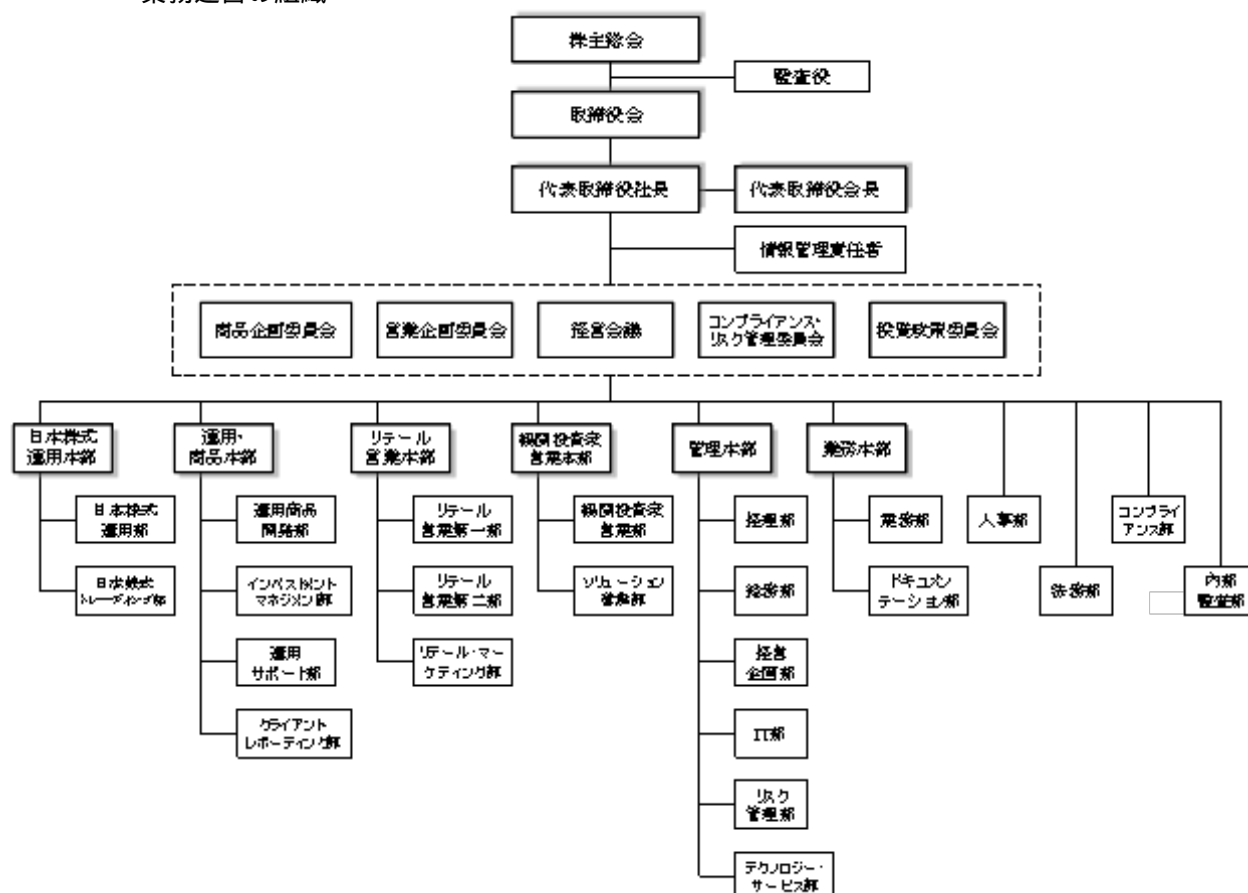 株主総会
監査役
取締役会
代表取締役社長
代表取締役会長
情報管理責任者
商品企画委員会
営業企画委員会
経営会議
コンプライアンス・
リスク管理委員会
投資政策委員会
日本株式
運用本部
運用・
商品本部
リテール
営業本部
機関投資家
営業本部
管理本部
業務本部
日本株式
運用部
運用商品
開発部
リテール
営業第一部
機関投資家
営業部
経理部
業務部
人事部
コンプライ
アンス部
日本株式
トレーディング部
インベストメント
マネジメント部
リテール
営業第二部
ソリューション
営業部
総務部
ドキュメン
テーション部
法務部
内部
監査部
運用
サポート部
リテール・マー
ケティング部
経営
企画部
クライアント
レポーティング部
IT部
リスク
管理部
テクノロジー・
サービス部